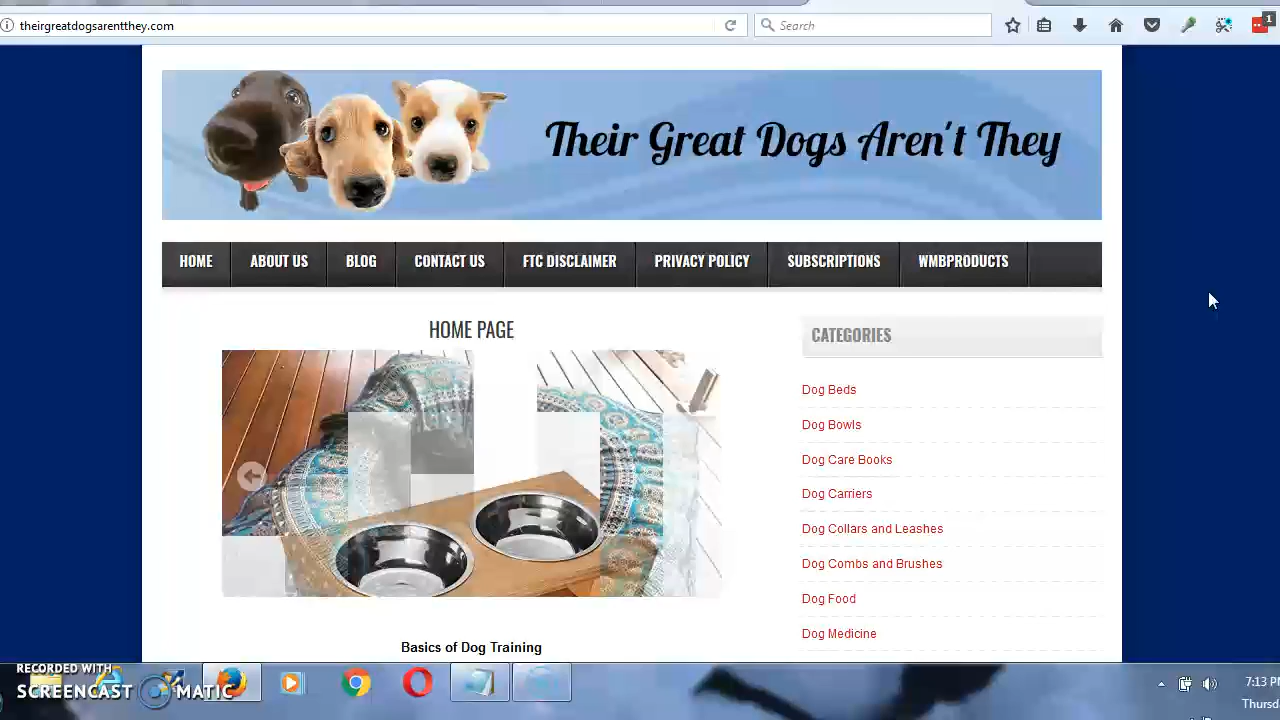 theirgreatdogsarentthey.com
Search
1
Their Great Dogs Aren't They
HOME
ABOUT US
BLOG
CONTACT US
FTC DISCLAIMER
PRIVACY POLICY
SUBSCRIPTIONS
WMBPRODUCTS
HOME PAGE
CATEGORIES
Dog Beds
Dog Bowls
Dog Care Books
Dog Carriers
Dog Collars and Leashes
Dog Combs and Brushes
Dog Food
Dog Medicine
Basics of Dog Training
RECORDED WITH
SCREENCAST MATIC
7:13 PM
Thursd